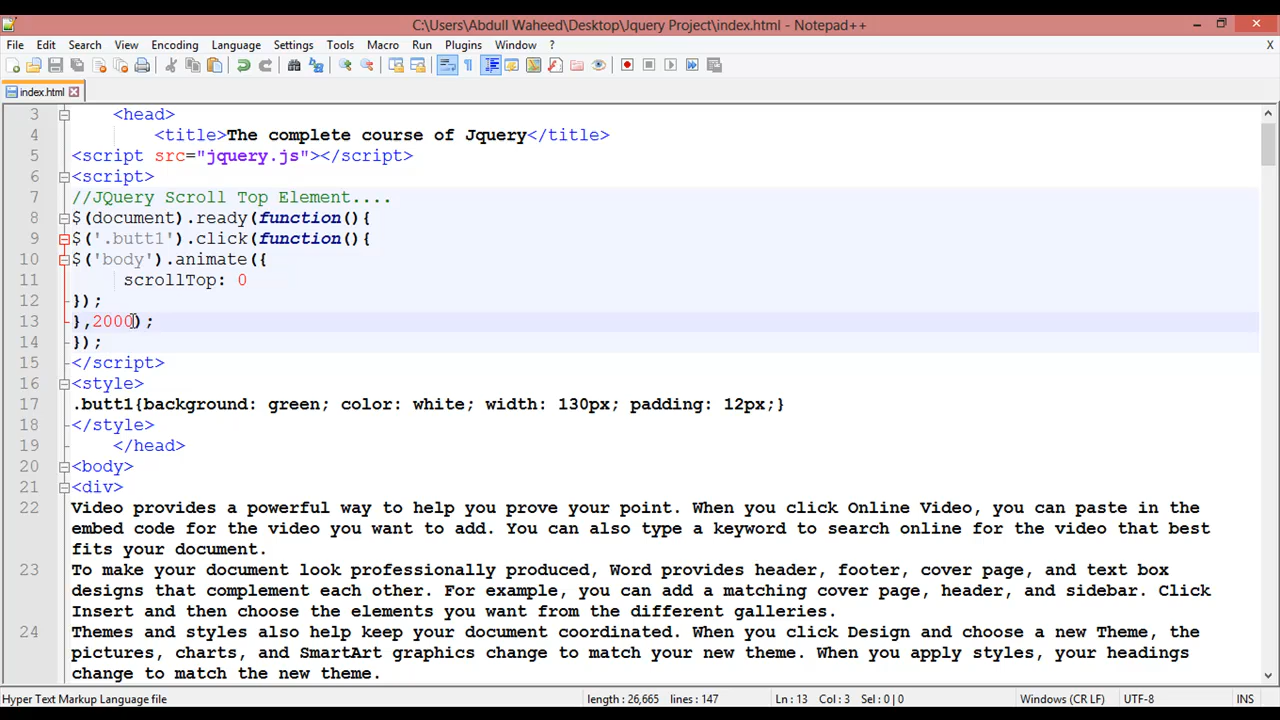 C:\Users\Abdull Waheed\Desktop\Jquery Project\index.html - Notepad++
File Edit Search View Encoding Language Settings Tools Macro Run Plugins Window ? X
index.html
3 <head>
4 <title>The complete course of Jquery</title>
5 <script src="jquery.js"></script>
6 <script>
7 //JQuery Scroll Top Element....
8 $(document).ready(function(){
9 $('.butt1').click(function(){
10 $('body').animate({
11 scrollTop: 0
12 });
13 },2000);
14 });
15 </script>
16 <style>
17 .butt1{background: green; color: white; width: 130px; padding: 12px;}
18 </style>
19 </head>
20 <body>
21 <div>
22 Video provides a powerful way to help you prove your point. When you click Online Video, you can paste in the
embed code for the video you want to add. You can also type a keyword to search online for the video that best
fits your document.
23 To make your document look professionally produced, Word provides header, footer, cover page, and text box
designs that complement each other. For example, you can add a matching cover page, header, and sidebar. Click
Insert and then choose the elements you want from the different galleries.
24 Themes and styles also help keep your document coordinated. When you click Design and choose a new Theme, the
pictures, charts, and SmartArt graphics change to match your new theme. When you apply styles, your headings
change to match the new theme.
Hyper Text Markup Language file length : 26,665 lines : 147 Ln : 13 Col : 3 Sel : 0 | 0 Windows (CR LF) UTF-8 INS